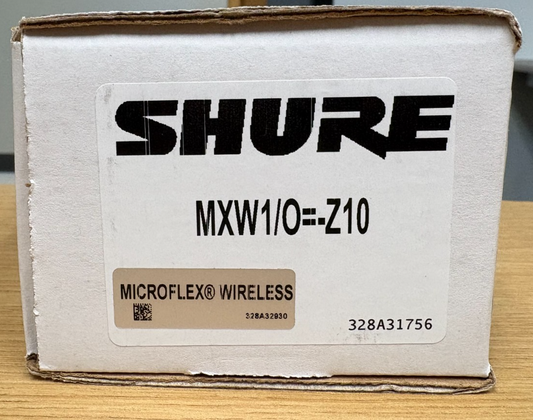 SHURE
MXW1/O=-Z10
MICROFLEX® WIRELESS
328A32930
328A31756